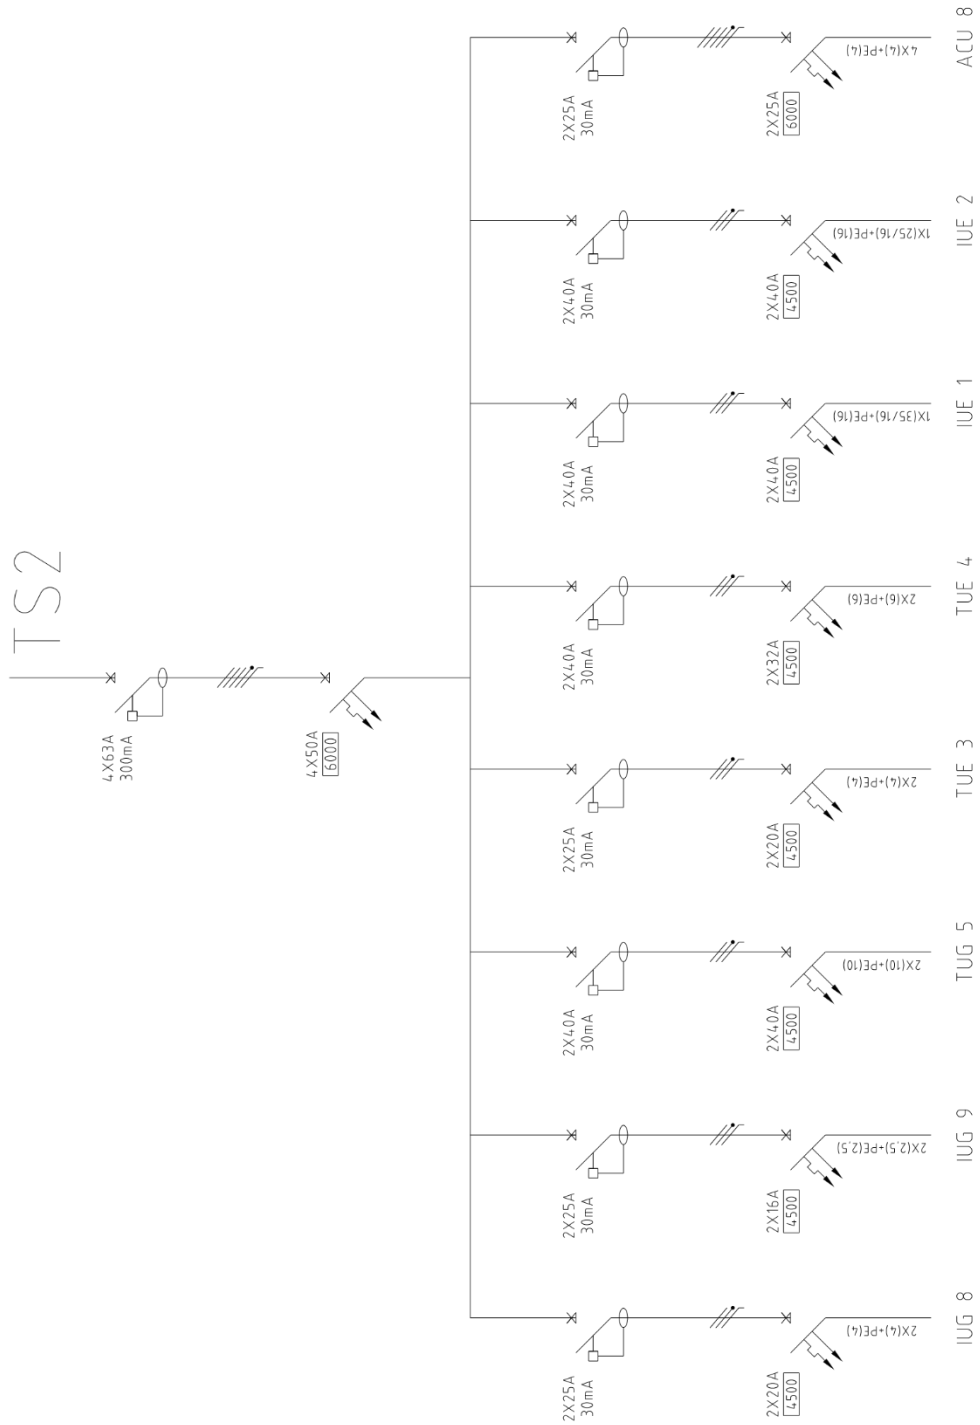 TS2
4X63A
300mA
4X50A
6000
2X25A
30mA
2X25A
6000
4X(4)+PE(4)
ACU 8
2X40A
30mA
2X40A
4500
1X(25/16)+PE(16)
IUE 2
2X40A
30mA
2X40A
4500
1X(35/16)+PE(16)
IUE 1
2X40A
30mA
2X32A
4500
2X(6)+PE(6)
TUE 4
2X25A
30mA
2X20A
4500
2X(4)+PE(4)
TUE 3
2X40A
30mA
2X40A
4500
2X(10)+PE(10)
TUG 5
2X25A
30mA
2X16A
4500
2X(2,5)+PE(2,5)
IUG 9
2X25A
30mA
2X20A
4500
2X(4)+PE(4)
IUG 8